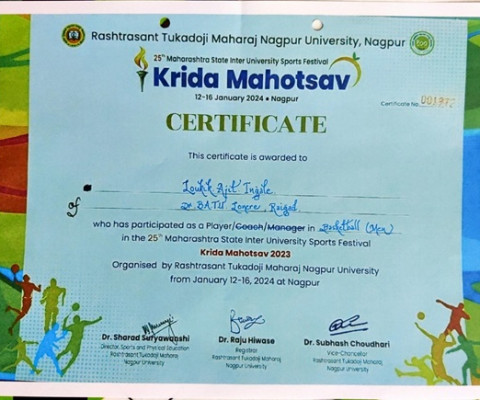 Rashtrasant Tukadoji Maharaj Nagpur University, Nagpur
25th Maharashtra State Inter University Sports Festival
Krida Mahotsav
12-16 January 2024 • Nagpur
Certificate No.
CERTIFICATE
This certificate is awarded to
Loukik Ajit Ingole
of Dr. BATU Lonere, Raigad
who has participated as a Player/Coach/Manager in Basketball (Men)
in the 25th Maharashtra State Inter University Sports Festival
Krida Mahotsav 2023
Organised by Rashtrasant Tukadoji Maharaj Nagpur University
from January 12-16, 2024 at Nagpur
Dr. Sharad Suryawanshi
Director, Sports and Physical Education
Rashtrasant Tukadoji Maharaj
Nagpur University
Dr. Raju Hiwase
Registrar
Rashtrasant Tukadoji Maharaj
Nagpur University
Dr. Subhash Choudhari
Vice-Chancellor
Rashtrasant Tukadoji Maharaj
Nagpur University